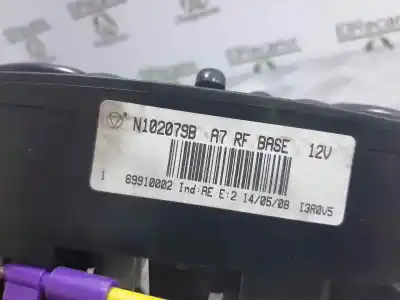 N102079B A7 RF BASE 12V
1 69910002 Ind:AE E:2 14/05/08 I3R0V5